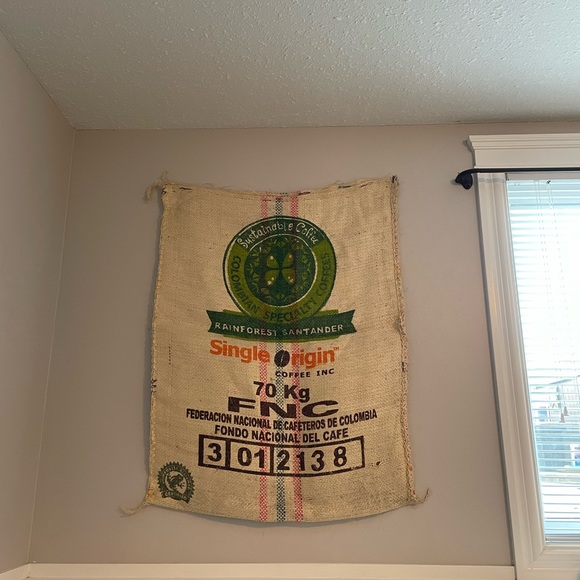 Sustainable Coffee
COLOMBIAN SPECIALTY COFFEES
RAINFOREST SANTANDER
Single Origin™
COFFEE INC
70 Kg
FNC
FEDERACION NACIONAL DE CAFETEROS DE COLOMBIA
FONDO NACIONAL DEL CAFE
3 01 2138